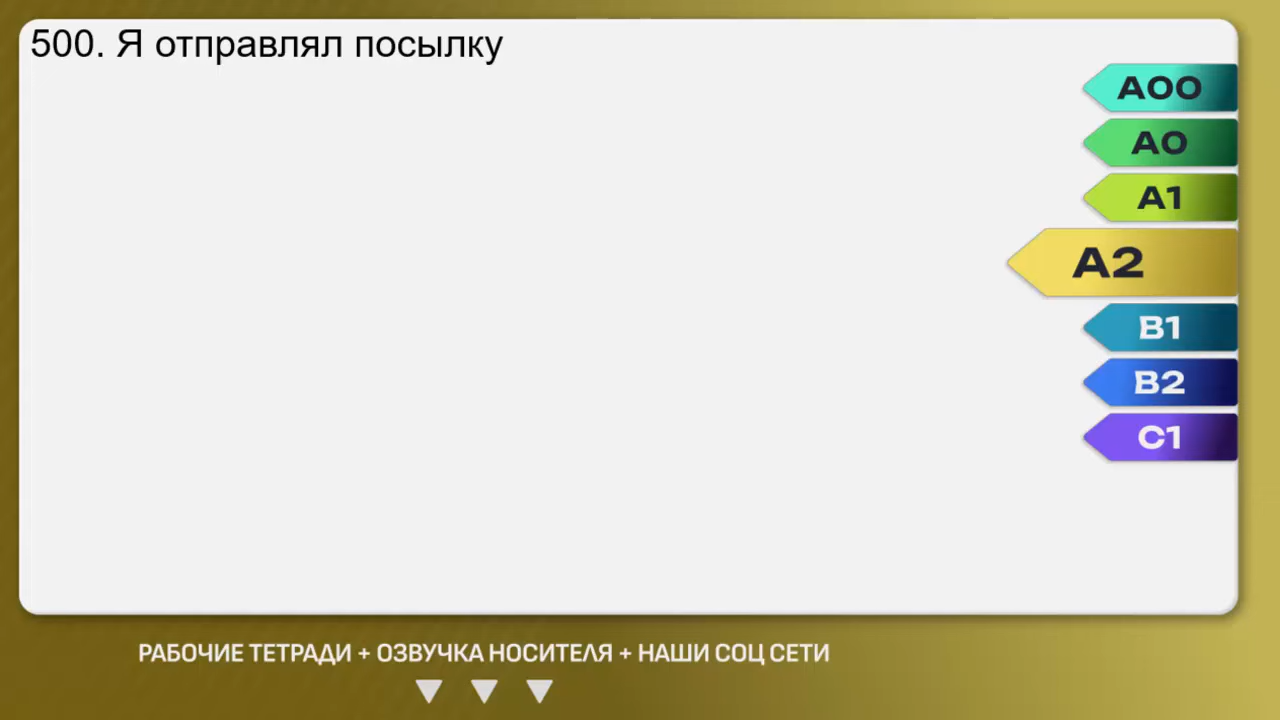 500. Я отправлял посылку
A00
A0
A1
A2
B1
B2
C1
РАБОЧИЕ ТЕТРАДИ + ОЗВУЧКА НОСИТЕЛЯ + НАШИ СОЦ СЕТИ